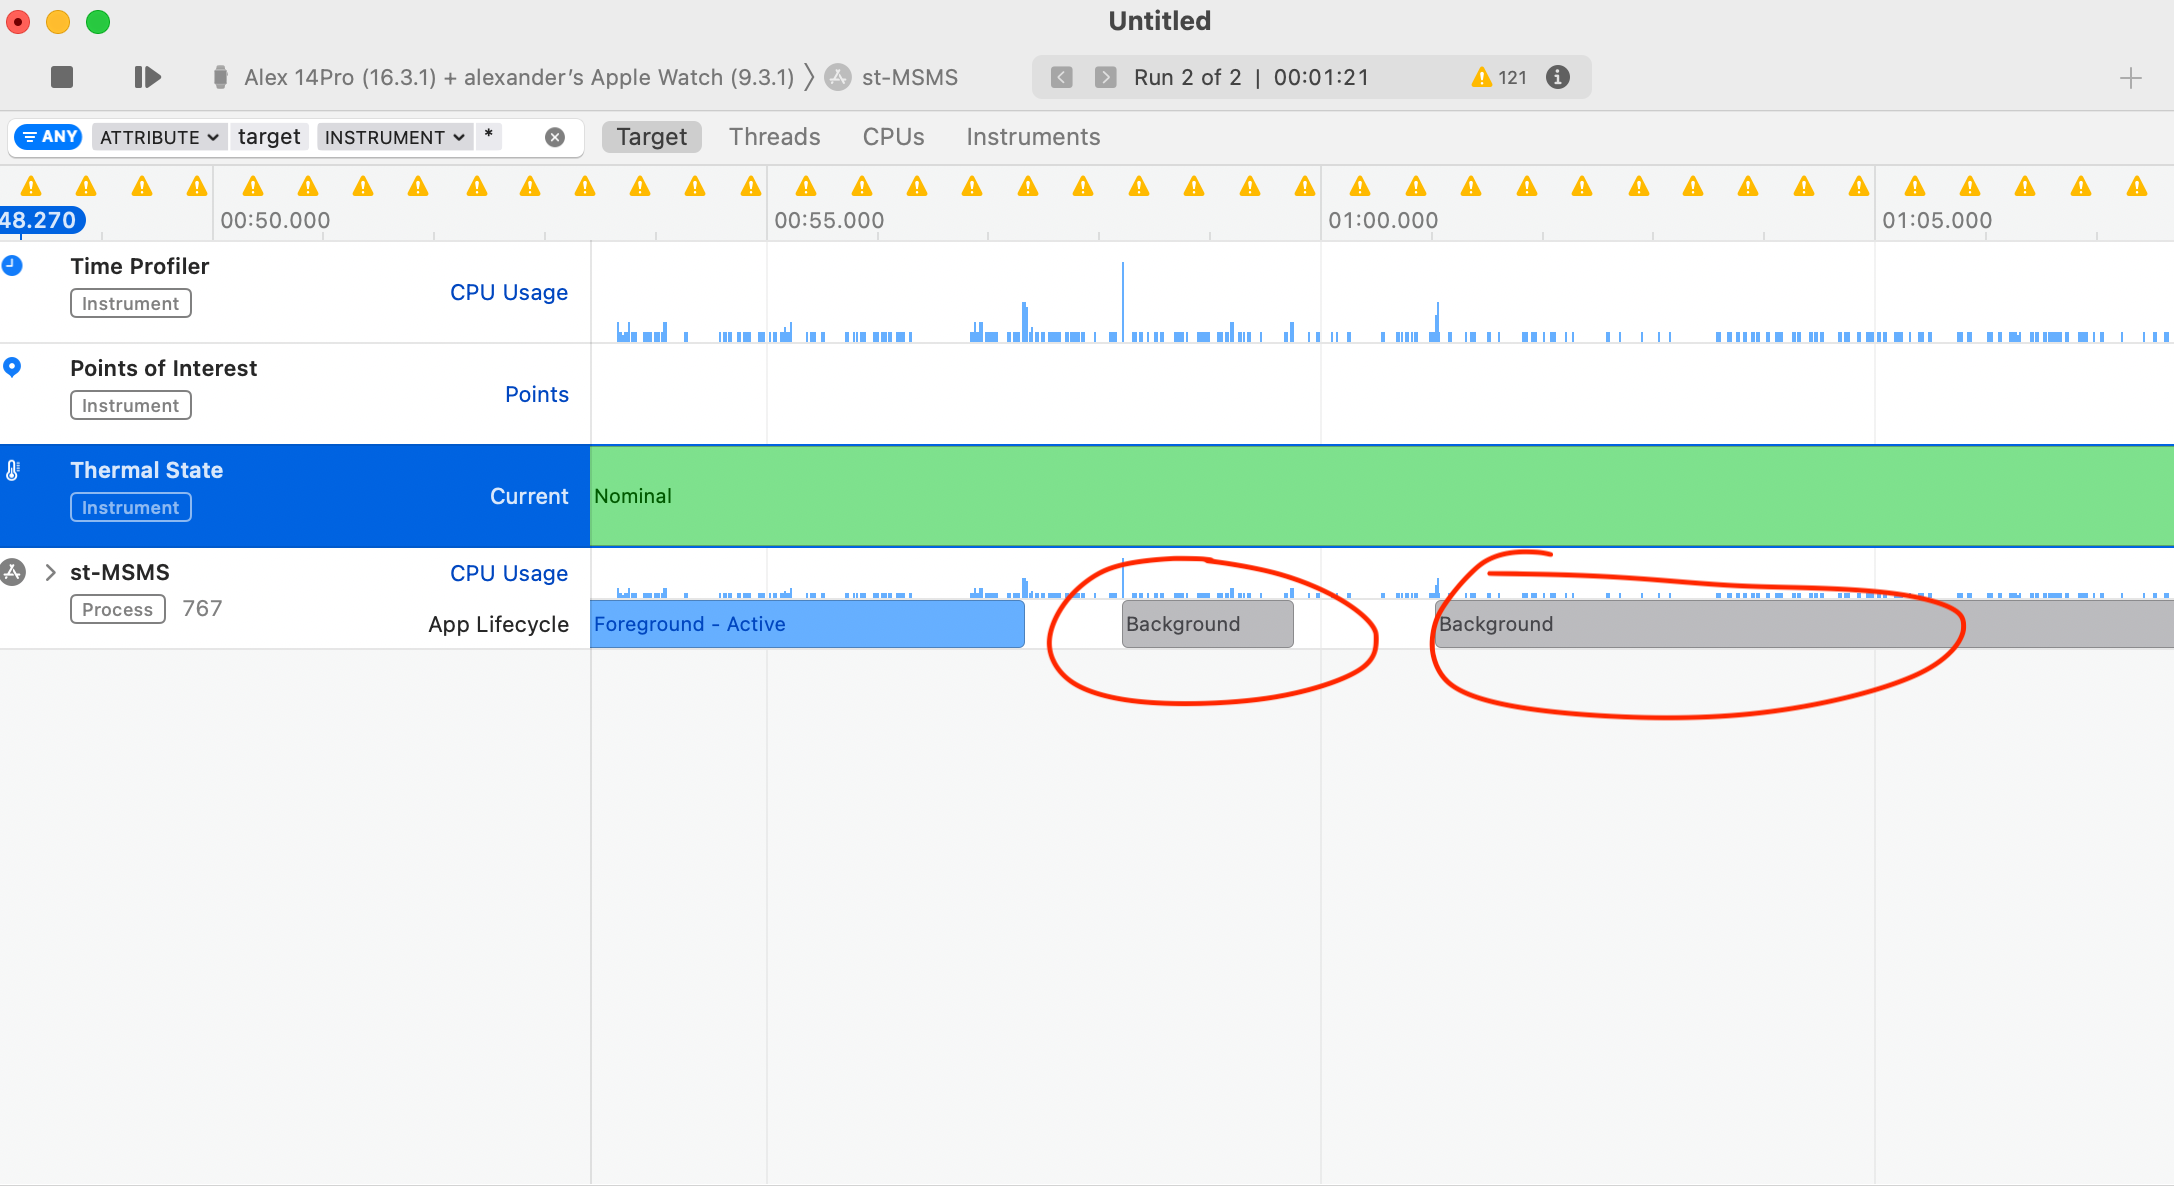 Untitled
Alex 14Pro (16.3.1) + alexander’s Apple Watch (9.3.1) st-MSMS Run 2 of 2 | 00:01:21 121
ANY ATTRIBUTE target INSTRUMENT * Target Threads CPUs Instruments
48.270 00:50.000 00:55.000 01:00.000 01:05.000
Time Profiler
Instrument
CPU Usage
Points of Interest
Instrument
Points
Thermal State
Instrument
Current
Nominal
st-MSMS CPU Usage
Process 767
App Lifecycle Foreground - Active Background Background